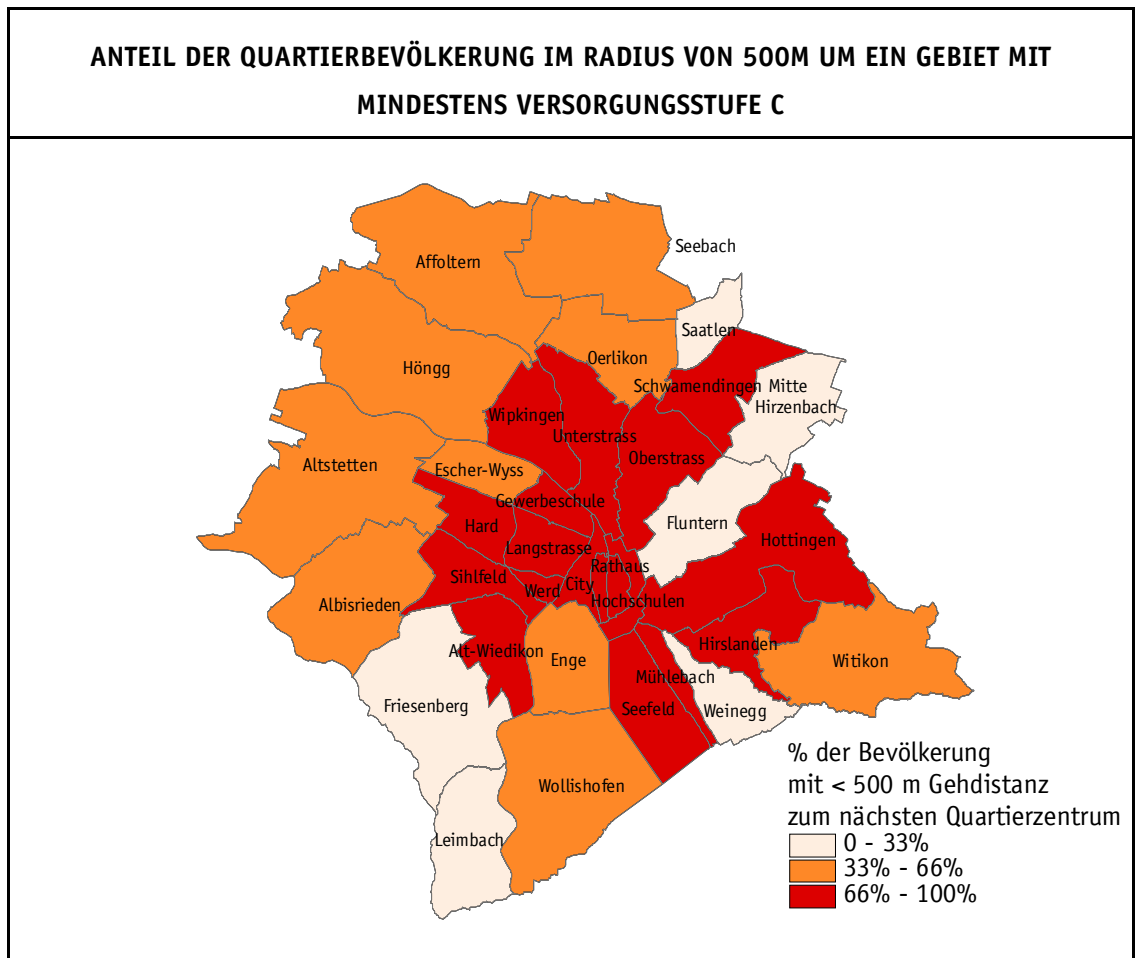 ANTEIL DER QUARTIERBEVÖLKERUNG IM RADIUS VON 500M UM EIN GEBIET MIT
MINDESTENS VERSORGUNGSSTUFE C
Seebach
Affoltern
Saatlen
Oerlikon
Höngg
Schwamendingen Mitte
Hirzenbach
Wipkingen
Unterstrass
Oberstrass
Altstetten
Escher-Wyss
Gewerbeschule
Hard
Fluntern
Hottingen
Langstrasse
Rathaus
Sihlfeld
City
Werd
Hochschulen
Albisrieden
Hirslanden
Alt-Wiedikon
Enge
Witikon
Mühlebach
Friesenberg
Seefeld
Weinegg
Wollishofen
Leimbach
% der Bevölkerung
mit < 500 m Gehdistanz
zum nächsten Quartierzentrum
0 - 33%
33% - 66%
66% - 100%